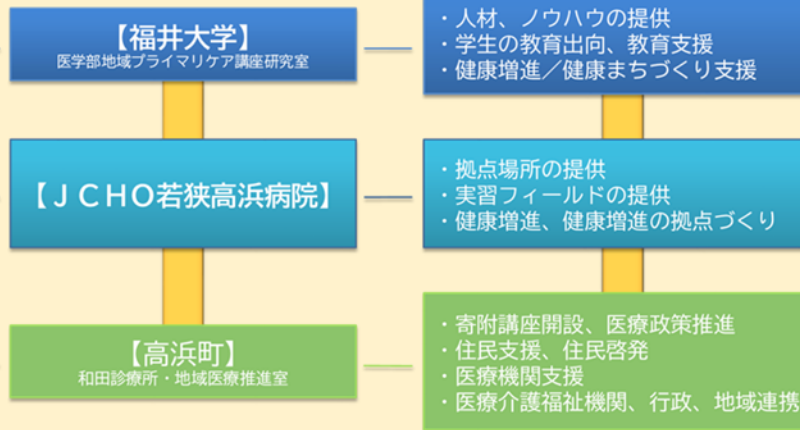 【福井大学】
医学部地域プライマリケア講座研究室
・人材、ノウハウの提供
・学生の教育出向、教育支援
・健康増進／健康まちづくり支援
【ＪＣＨＯ若狭高浜病院】
・拠点場所の提供
・実習フィールドの提供
・健康増進、健康増進の拠点づくり
【高浜町】
和田診療所・地域医療推進室
・寄附講座開設、医療政策推進
・住民支援、住民啓発
・医療機関支援
・医療介護福祉機関、行政、地域連携